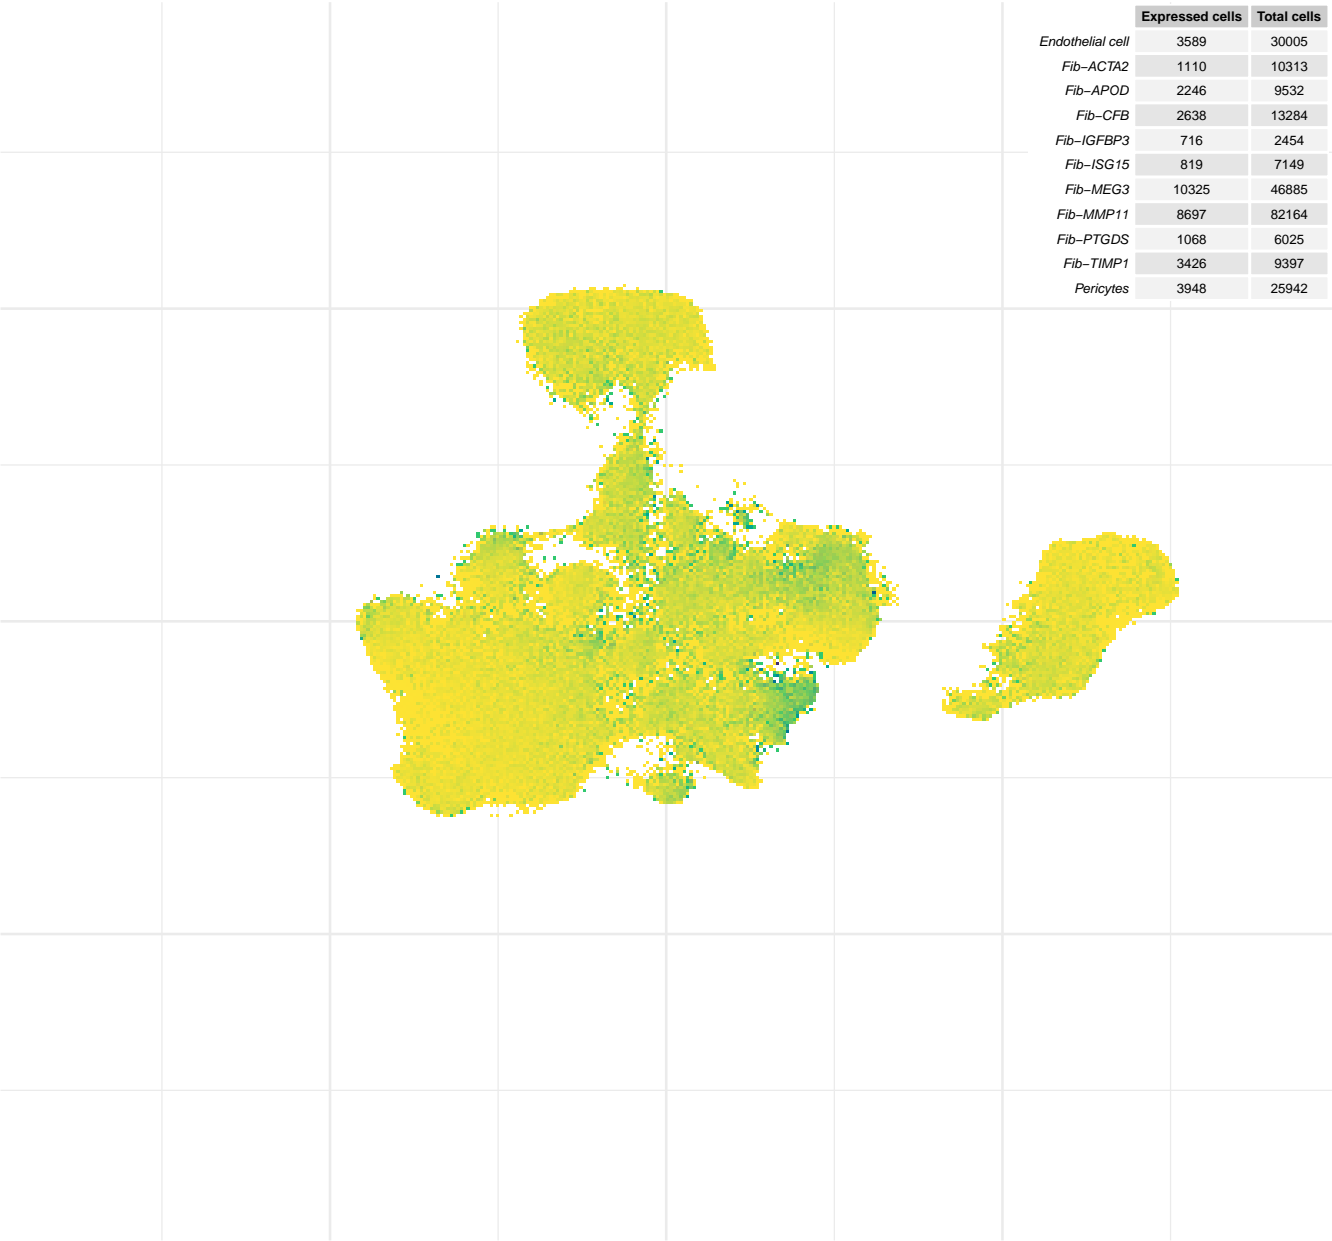 Expressed cells Total cells
Endothelial cell 3589 30005
Fib−ACTA2 1110 10313
Fib−APOD 2246 9532
Fib−CFB 2638 13284
Fib−IGFBP3 716 2454
Fib−ISG15 819 7149
Fib−MEG3 10325 46885
Fib−MMP11 8697 82164
Fib−PTGDS 1068 6025
Fib−TIMP1 3426 9397
Pericytes 3948 25942